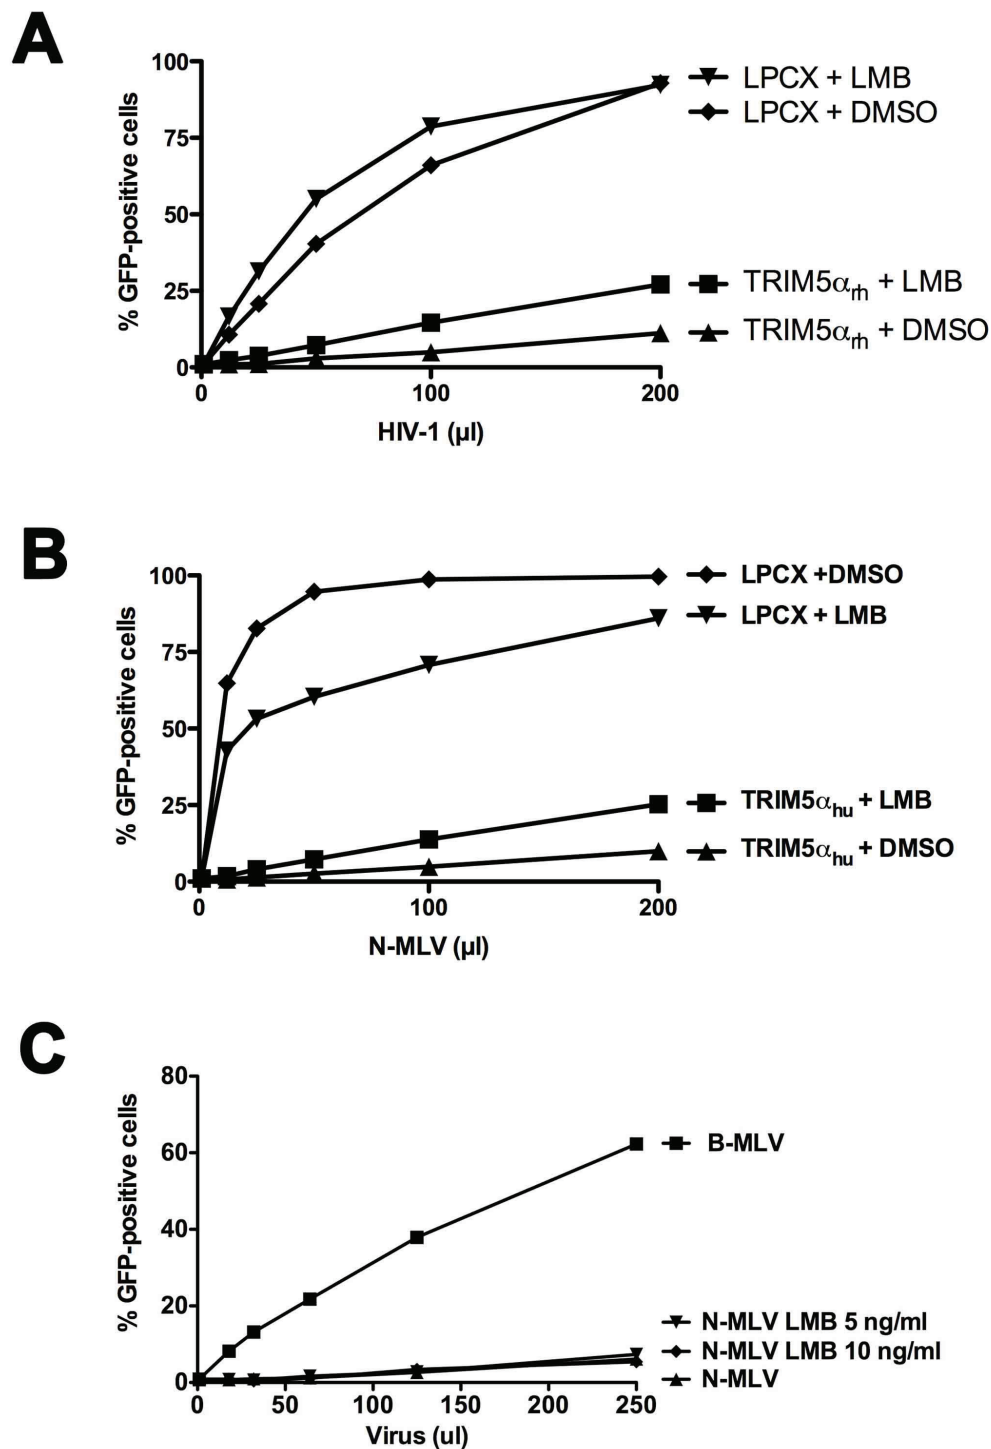 A
100
75
50
25
0
0 100 200
% GFP-positive cells
HIV-1 (µl)
LPCX + LMB
LPCX + DMSO
TRIM5αrh + LMB
TRIM5αrh + DMSO
B
100
75
50
25
0
0 100 200
% GFP-positive cells
N-MLV (µl)
LPCX +DMSO
LPCX + LMB
TRIM5αhu + LMB
TRIM5αhu + DMSO
C
80
60
40
20
0
0 50 100 150 200 250
% GFP-positive cells
Virus (ul)
B-MLV
N-MLV LMB 5 ng/ml
N-MLV LMB 10 ng/ml
N-MLV